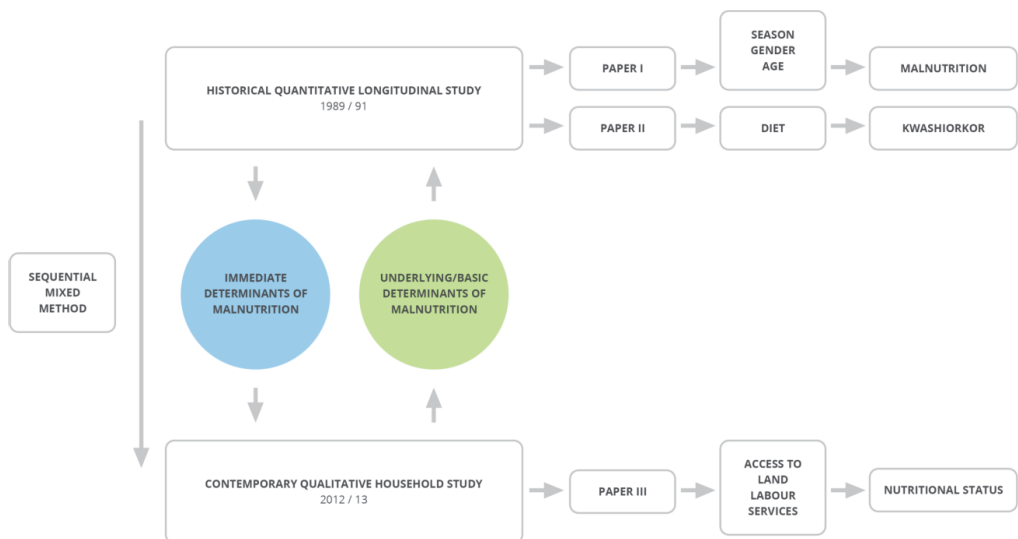 SEASON
GENDER
AGE
PAPER I
MALNUTRITION
HISTORICAL QUANTITATIVE LONGITUDINAL STUDY
1989 / 91
PAPER II
DIET
KWASHIORKOR
SEQUENTIAL
MIXED
METHOD
IMMEDIATE
DETERMINANTS OF
MALNUTRITION
UNDERLYING/BASIC
DETERMINANTS OF
MALNUTRITION
CONTEMPORARY QUALITATIVE HOUSEHOLD STUDY
2012 / 13
PAPER III
ACCESS TO
LAND
LABOUR
SERVICES
NUTRITIONAL STATUS